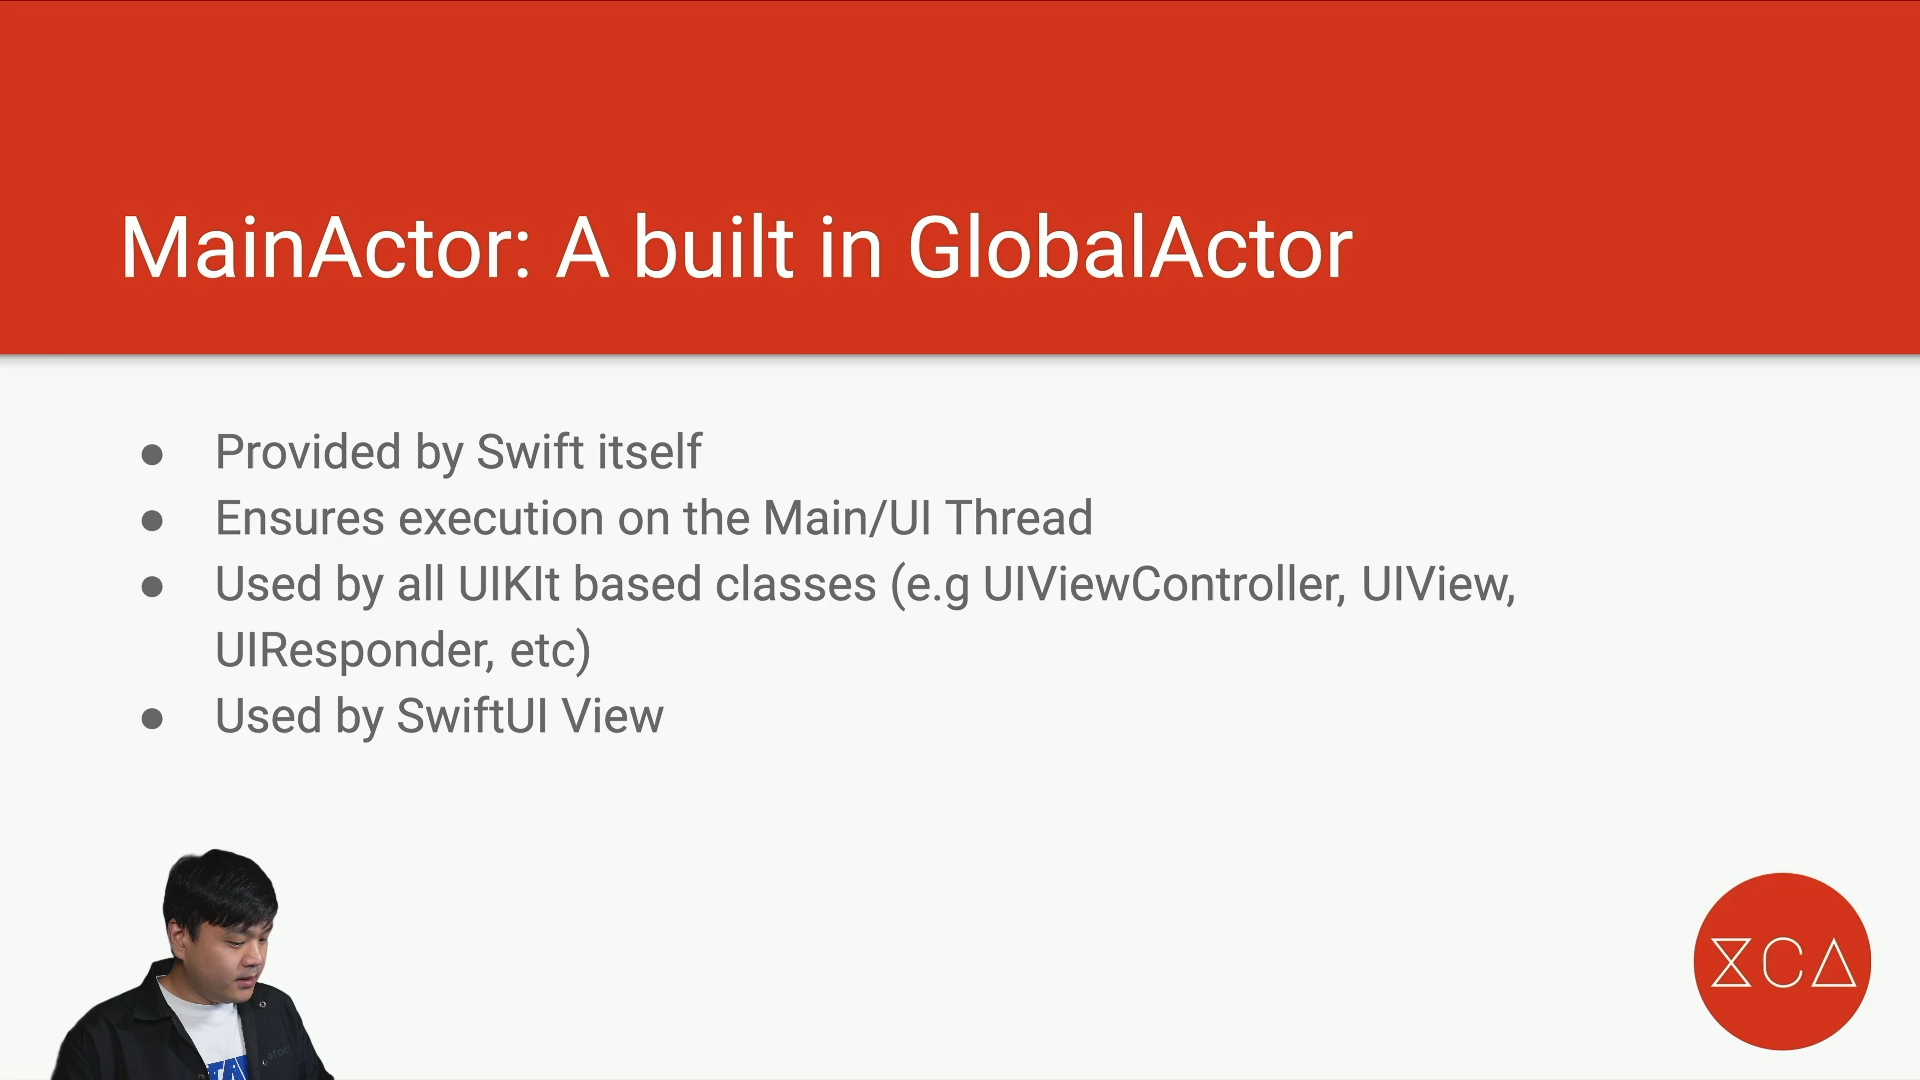 MainActor: A built in GlobalActor
● Provided by Swift itself
● Ensures execution on the Main/UI Thread
● Used by all UIKIt based classes (e.g UIViewController, UIView,
UIResponder, etc)
● Used by SwiftUI View
XCA